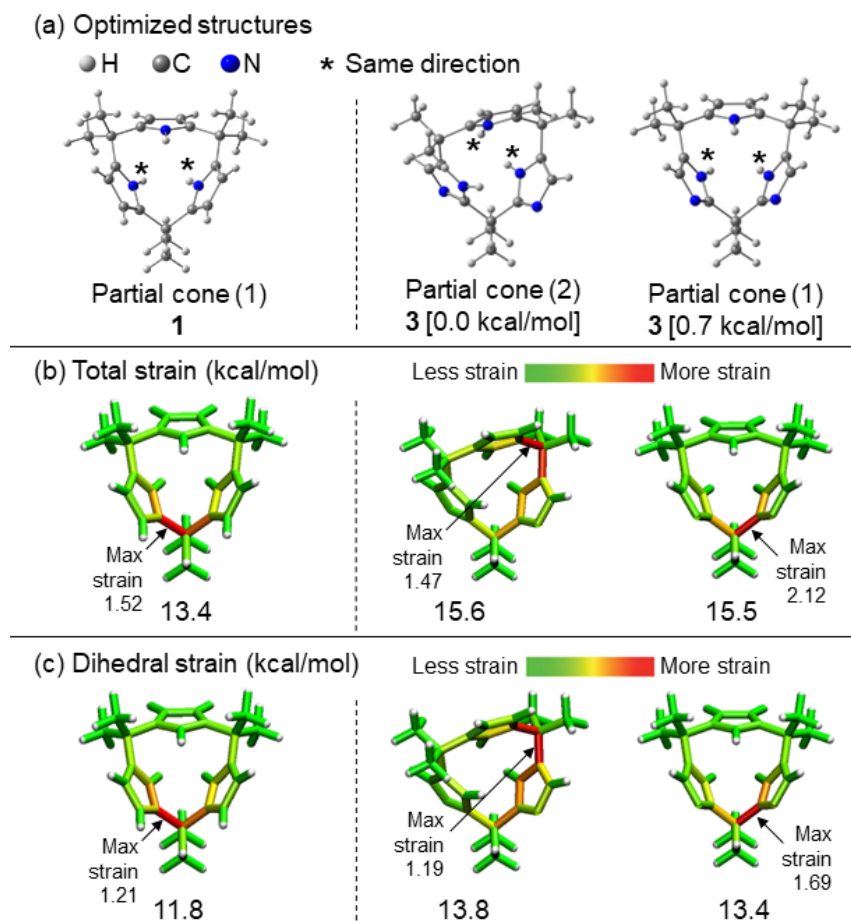 (a) Optimized structures
H C N * Same direction
* * * * * *
Partial cone (1)
1
Partial cone (2)
3 [0.0 kcal/mol]
Partial cone (1)
3 [0.7 kcal/mol]
(b) Total strain (kcal/mol)
Less strain More strain
Max
strain
1.52
13.4
Max
strain
1.47
15.6
Max
strain
2.12
15.5
(c) Dihedral strain (kcal/mol)
Less strain More strain
Max
strain
1.21
11.8
Max
strain
1.19
13.8
Max
strain
1.69
13.4